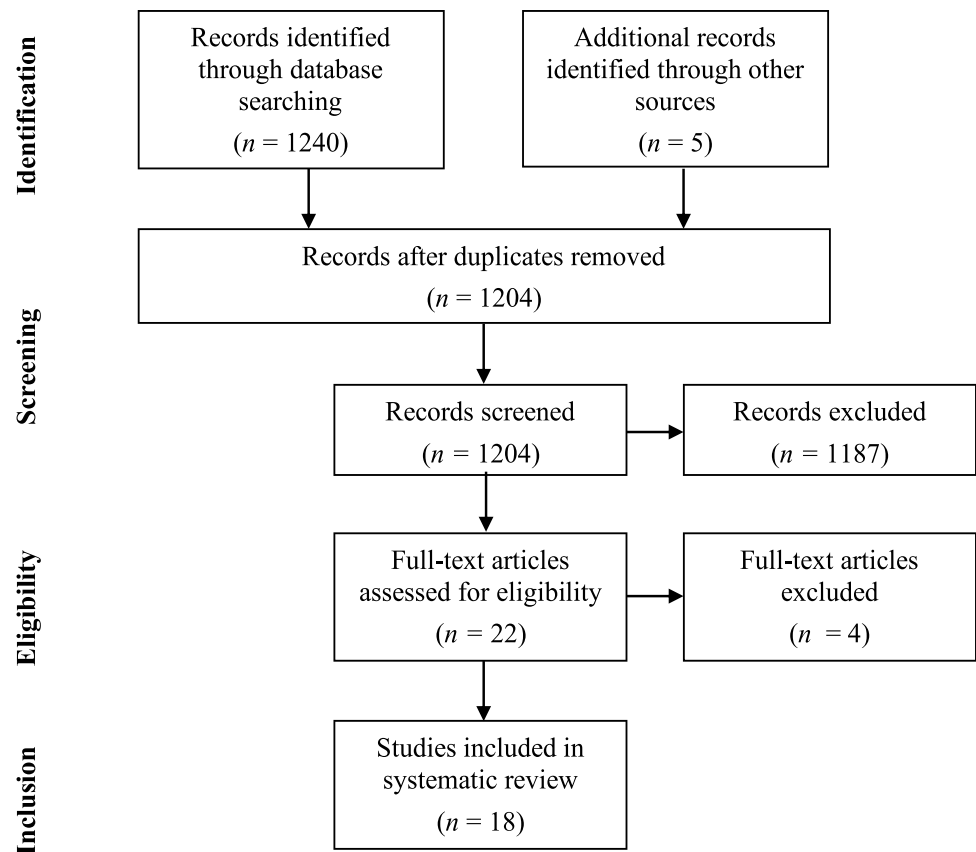 Identification
Records identified
through database
searching
(n = 1240)
Additional records
identified through other
sources
(n = 5)
Records after duplicates removed
(n = 1204)
Screening
Records screened
(n = 1204)
Records excluded
(n = 1187)
Eligibility
Full-text articles
assessed for eligibility
(n = 22)
Full-text articles
excluded
(n = 4)
Inclusion
Studies included in
systematic review
(n = 18)